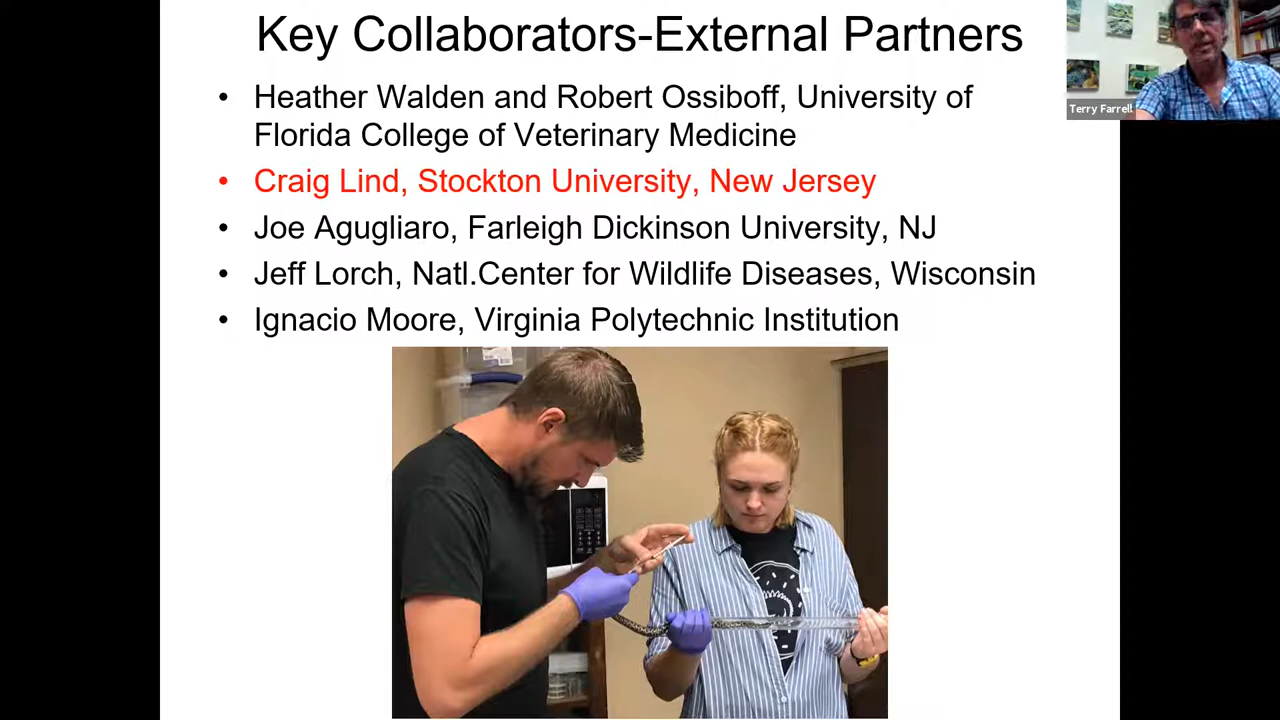 Key Collaborators-External Partners
• Heather Walden and Robert Ossiboff, University of
Florida College of Veterinary Medicine
• Craig Lind, Stockton University, New Jersey
• Joe Agugliaro, Farleigh Dickinson University, NJ
• Jeff Lorch, Natl.Center for Wildlife Diseases, Wisconsin
• Ignacio Moore, Virginia Polytechnic Institution
Terry Farrell